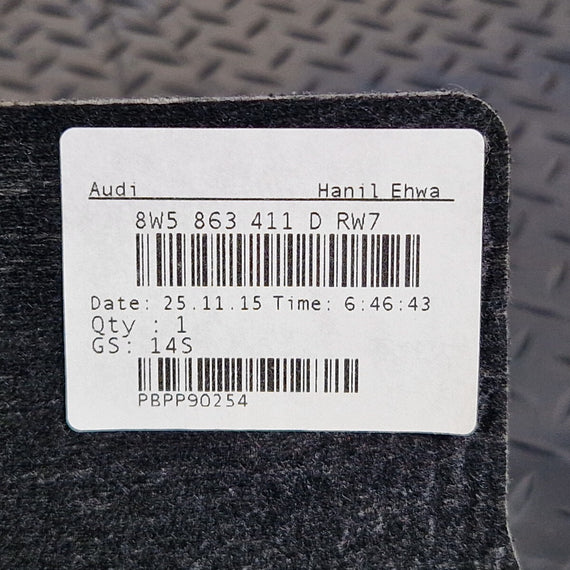 Audi Hanil Ehwa
8W5 863 411 D RW7
Date: 25.11.15 Time: 6:46:43
Qty : 1
GS: 14S
PBPP90254